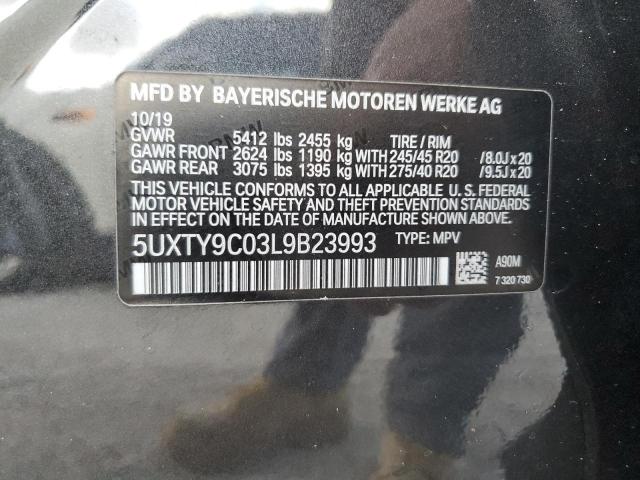 MFD BY BAYERISCHE MOTOREN WERKE AG
10/19
GVWR 5412 lbs 2455 kg TIRE / RIM
GAWR FRONT 2624 lbs 1190 kg WITH 245/45 R20 /8.0J x 20
GAWR REAR 3075 lbs 1395 kg WITH 275/40 R20 /9.5J x 20
THIS VEHICLE CONFORMS TO ALL APPLICABLE U. S. FEDERAL
MOTOR VEHICLE SAFETY AND THEFT PREVENTION STANDARDS
IN EFFECT ON THE DATE OF MANUFACTURE SHOWN ABOVE.
5UXTY9C03L9B23993 TYPE: MPV
A90M
7 320 730